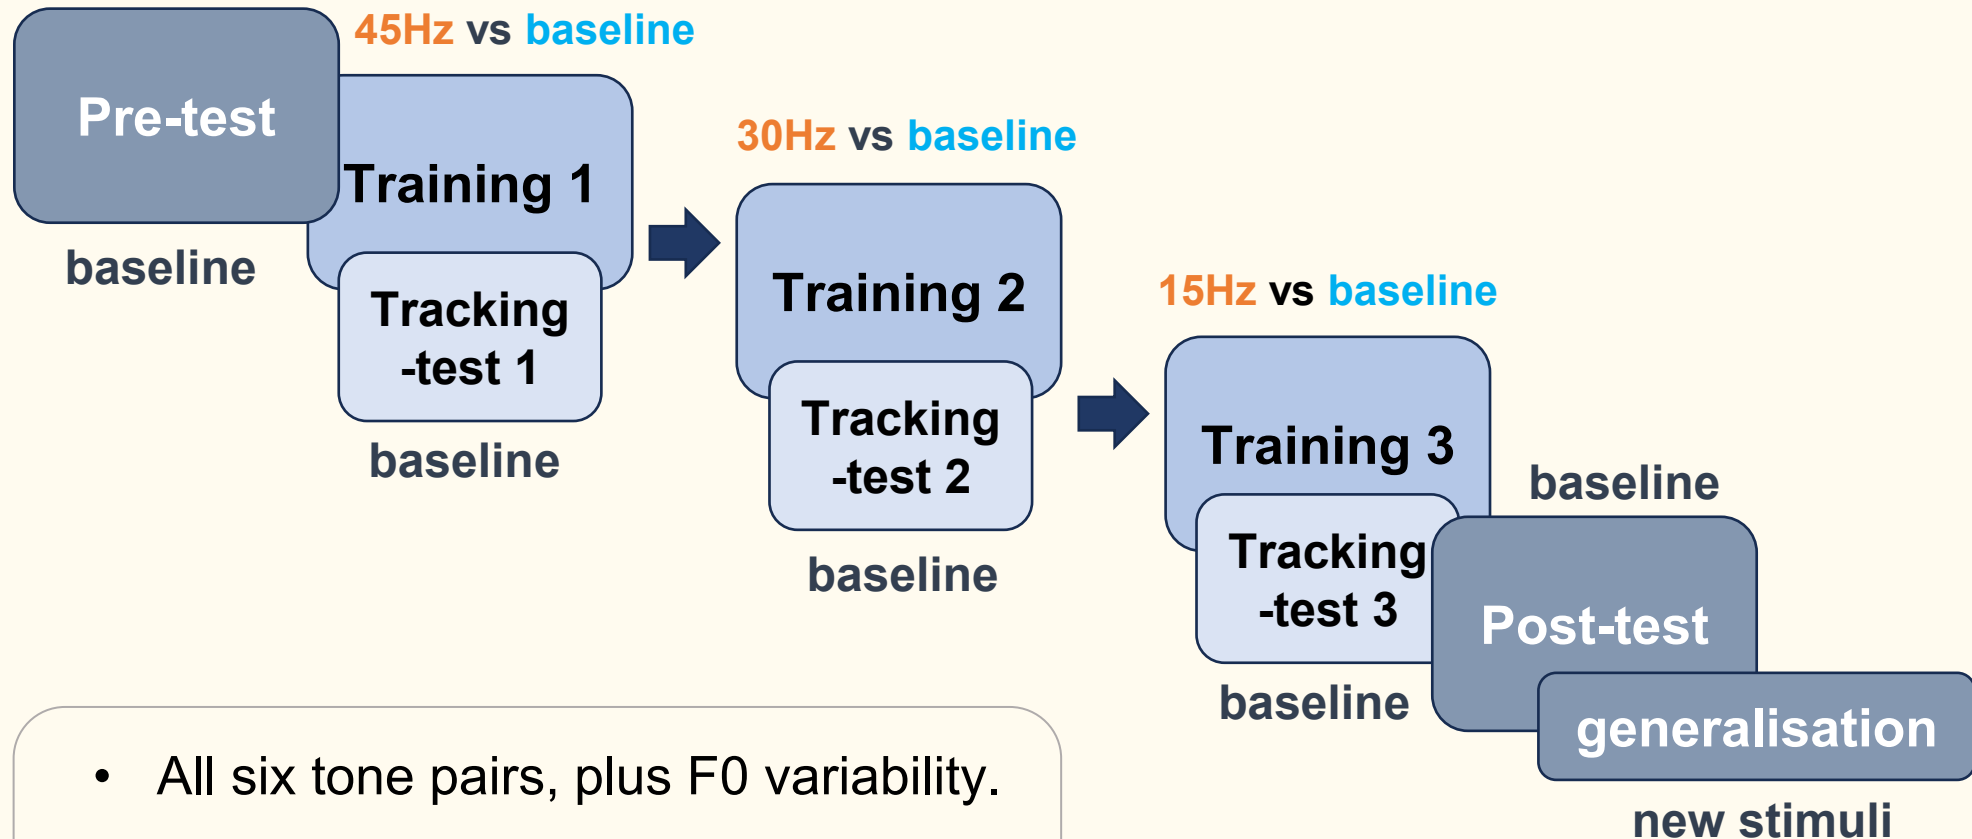 Pre-test
baseline
45Hz vs baseline
Training 1
Tracking
-test 1
baseline
30Hz vs baseline
Training 2
Tracking
-test 2
baseline
15Hz vs baseline
Training 3
Tracking
-test 3
baseline
baseline
Post-test
generalisation
new stimuli
• All six tone pairs, plus F0 variability.